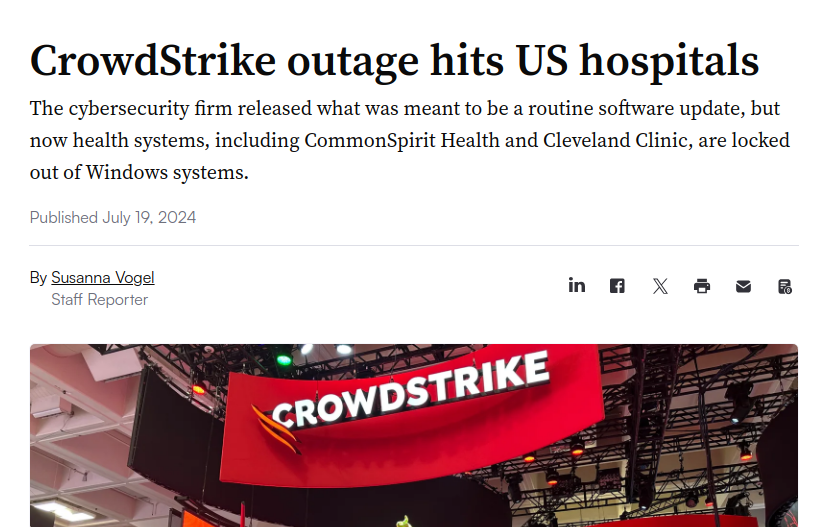 CrowdStrike outage hits US hospitals
The cybersecurity firm released what was meant to be a routine software update, but
now health systems, including CommonSpirit Health and Cleveland Clinic, are locked
out of Windows systems.
Published July 19, 2024
By Susanna Vogel
Staff Reporter
CROWDSTRIKE